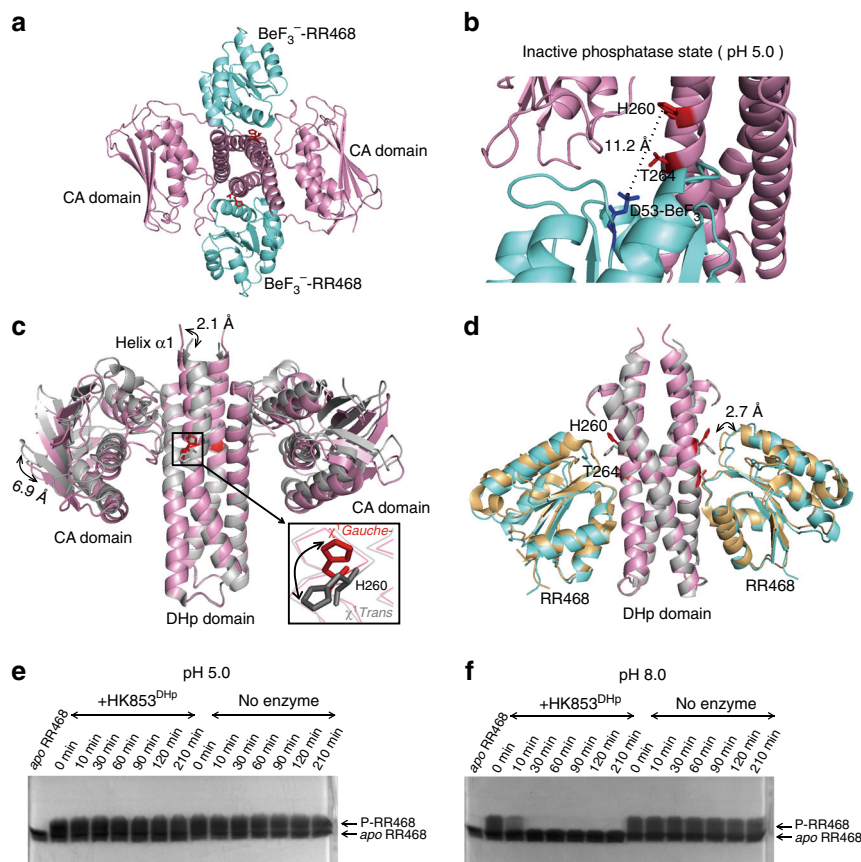 a
BeF3−-RR468
CA domain
CA domain
BeF3−-RR468
b
Inactive phosphatase state ( pH 5.0 )
H260
11.2 Å
T264
D53-BeF3
c
Helix α1
2.1 Å
6.9 Å
CA domain
CA domain
DHp domain
χ1Gauche-
H260
χ1Trans
d
H260
T264
2.7 Å
RR468
RR468
DHp domain
e
pH 5.0
+HK853DHp No enzyme
apo RR468 0 min 10 min 30 min 60 min 90 min 120 min 210 min 0 min 10 min 30 min 60 min 90 min 120 min 210 min
P-RR468
apo RR468
f
pH 8.0
+HK853DHp No enzyme
apo RR468 0 min 10 min 30 min 60 min 90 min 120 min 210 min 0 min 10 min 30 min 60 min 90 min 120 min 210 min
P-RR468
apo RR468